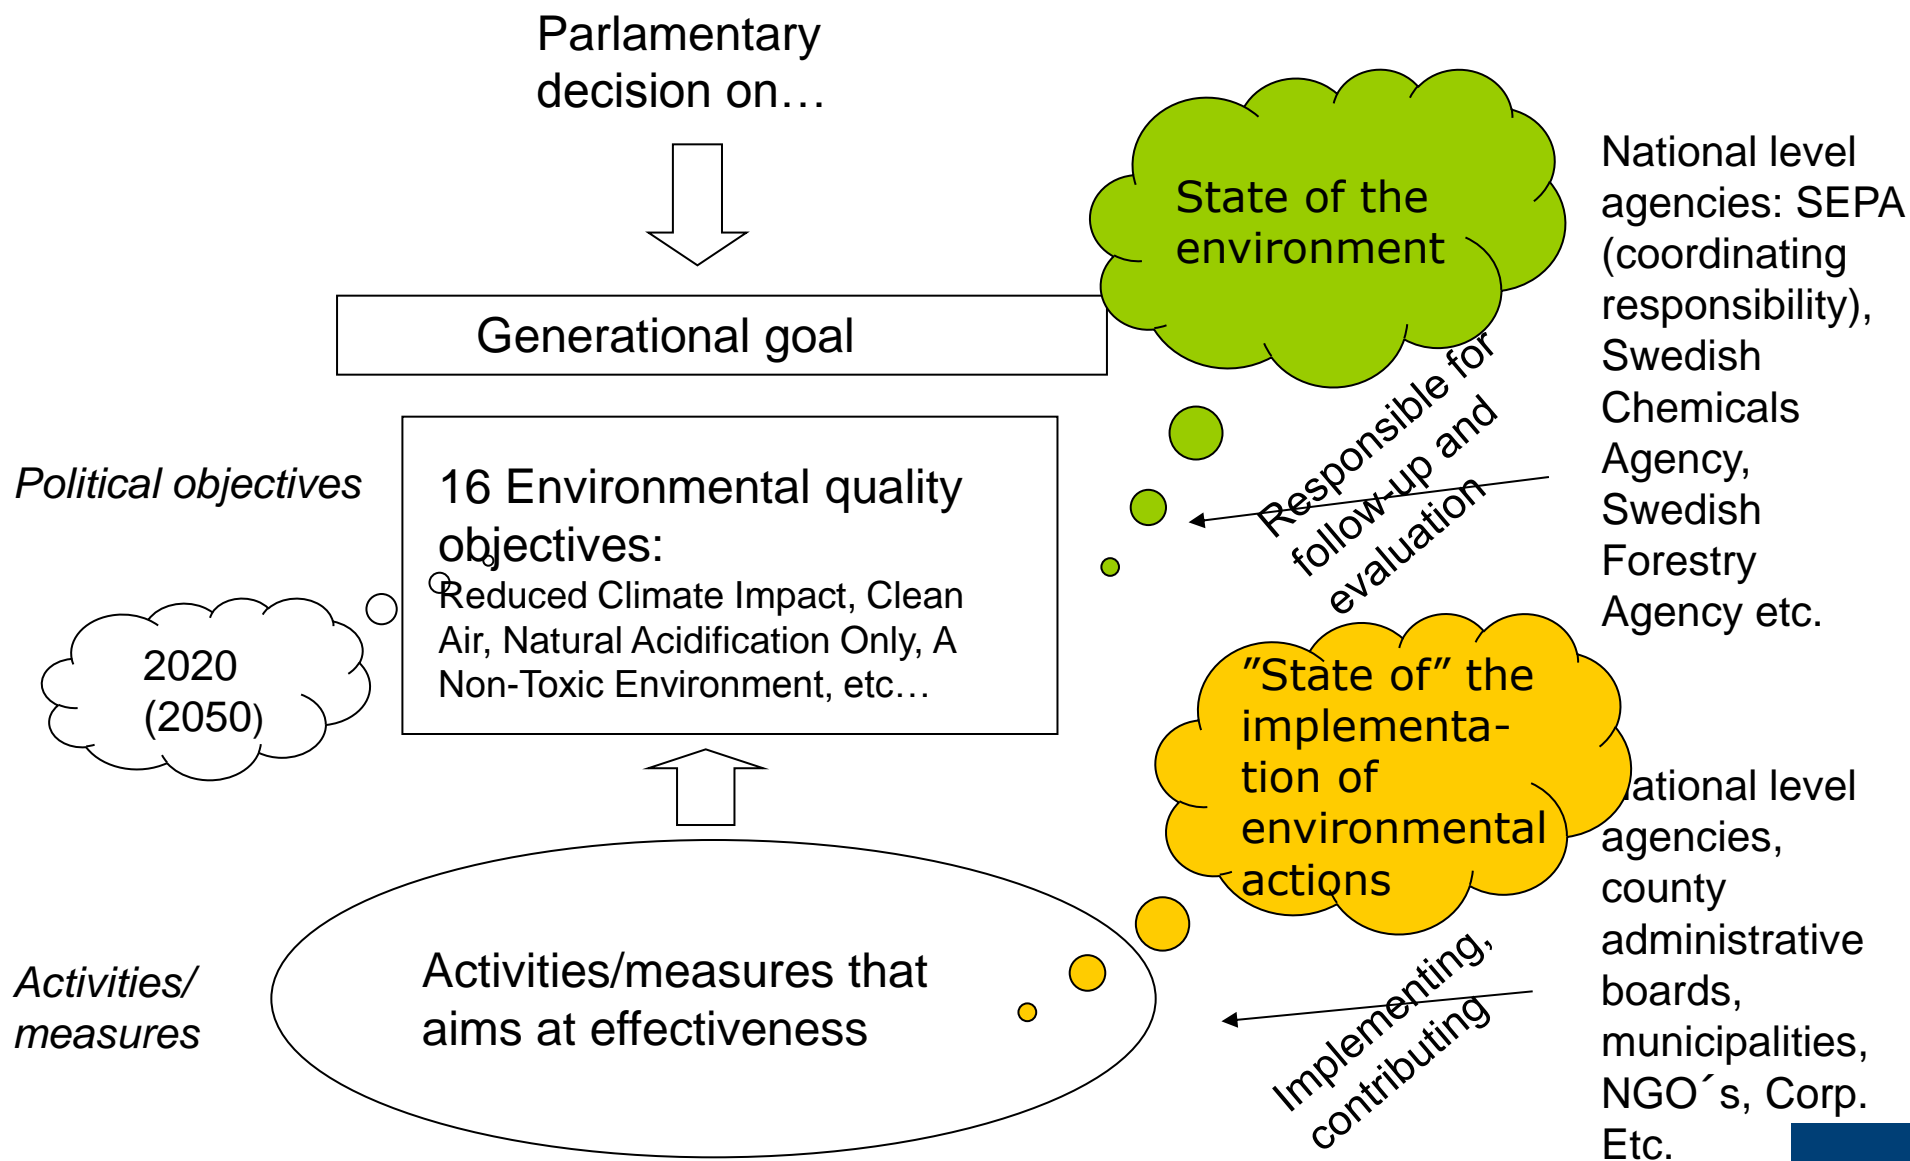 Parlamentary
decision on…
State of the
environment
National level
agencies: SEPA
(coordinating
responsibility),
Swedish
Chemicals
Agency,
Swedish
Forestry
Agency etc.
Generational goal
Responsible for
follow-up and
evaluation
Political objectives
16 Environmental quality
objectives:
Reduced Climate Impact, Clean
Air, Natural Acidification Only, A
Non-Toxic Environment, etc…
2020
(2050)
”State of” the
implementa-
tion of
environmental
actions
National level
agencies,
county
administrative
boards,
municipalities,
NGO´s, Corp.
Etc.
Activities/
measures
Activities/measures that
aims at effectiveness
Implementing,
contributing